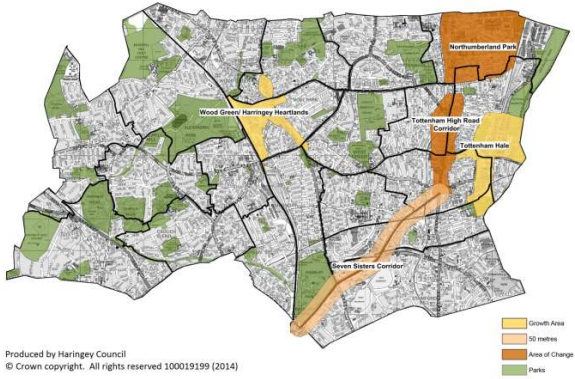 Northumberland Park
Wood Green/ Harringey Heartlands
Tottenham High Road
Corridor
Tottenham Hale
Seven Sisters Corridor
Growth Area
50 metres
Area of Change
Parks
Produced by Haringey Council
© Crown copyright. All rights reserved 100019199 (2014)